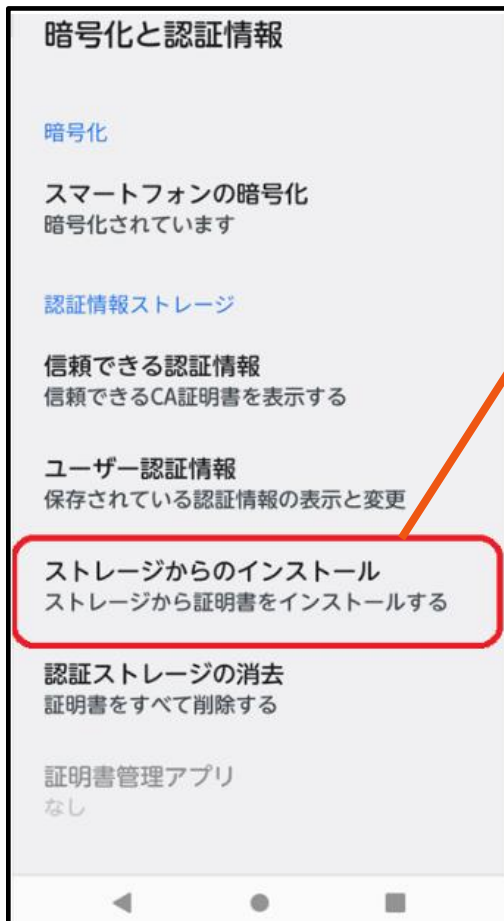 暗号化と認証情報
暗号化
スマートフォンの暗号化
暗号化されています
認証情報ストレージ
信頼できる認証情報
信頼できるCA証明書を表示する
ユーザー認証情報
保存されている認証情報の表示と変更
ストレージからのインストール
ストレージから証明書をインストールする
認証ストレージの消去
証明書をすべて削除する
証明書管理アプリ
なし